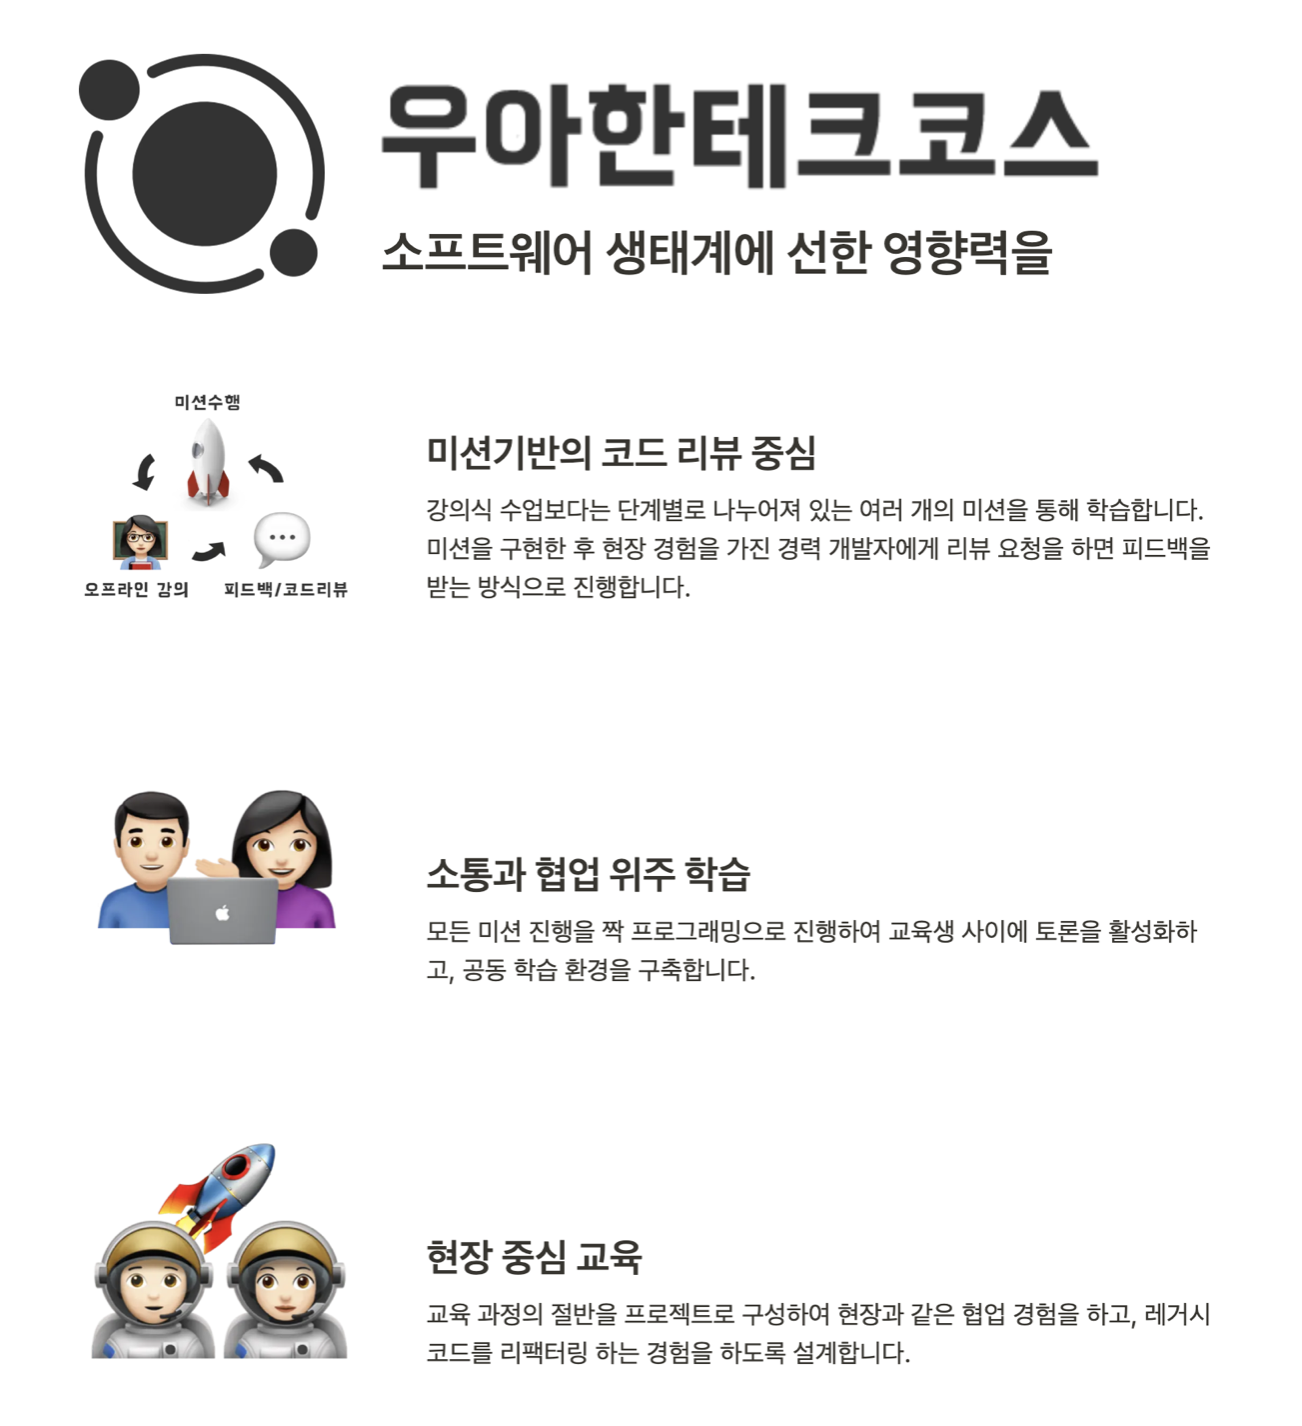 우아한테크코스
소프트웨어 생태계에 선한 영향력을
미션수행
오프라인 강의
피드백/코드리뷰
미션기반의 코드 리뷰 중심
강의식 수업보다는 단계별로 나누어져 있는 여러 개의 미션을 통해 학습합니다.
미션을 구현한 후 현장 경험을 가진 경력 개발자에게 리뷰 요청을 하면 피드백을
받는 방식으로 진행합니다.
소통과 협업 위주 학습
모든 미션 진행을 짝 프로그래밍으로 진행하여 교육생 사이에 토론을 활성화하
고, 공동 학습 환경을 구축합니다.
현장 중심 교육
교육 과정의 절반을 프로젝트로 구성하여 현장과 같은 협업 경험을 하고, 레거시
코드를 리팩터링 하는 경험을 하도록 설계합니다.